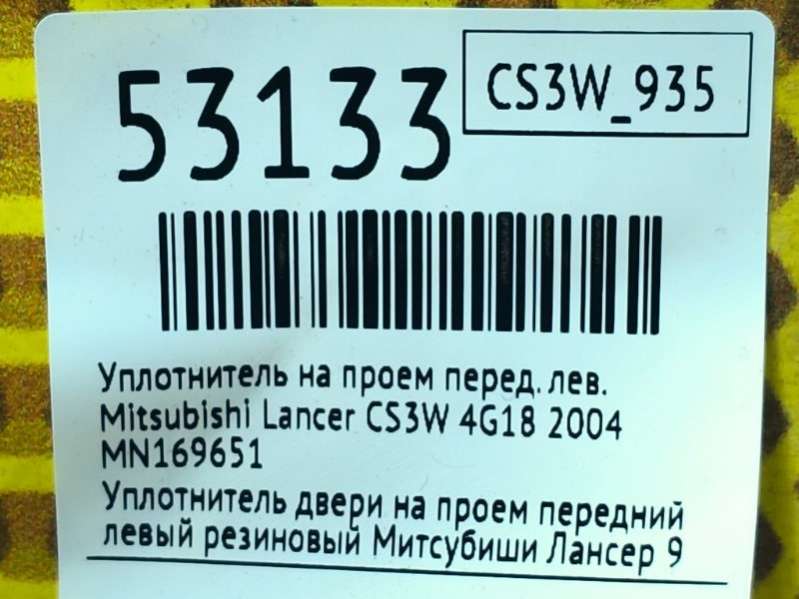 53133
CS3W_935
Уплотнитель на проем перед. лев.
Mitsubishi Lancer CS3W 4G18 2004
MN169651
Уплотнитель двери на проем передний
левый резиновый Митсубиши Лансер 9